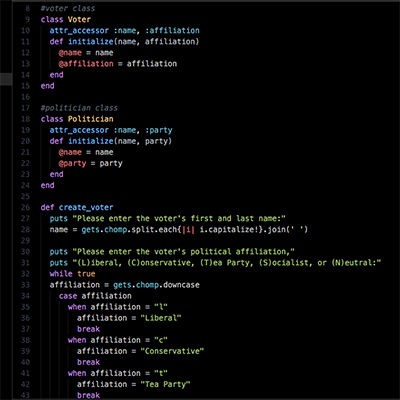 8 #voter class
9 class Voter
10 attr_accessor :name, :affiliation
11 def initialize(name, affiliation)
12 @name = name
13 @affiliation = affiliation
14 end
15 end
16
17 #politician class
18 class Politician
19 attr_accessor :name, :party
20 def initialize(name, party)
21 @name = name
22 @party = party
23 end
24 end
25
26 def create_voter
27 puts "Please enter the voter's first and last name:"
28 name = gets.chomp.split.each{|i| i.capitalize!}.join(' ')
29
30 puts "Please enter the voter's political affiliation,"
31 puts "(L)iberal, (C)onservative, (T)ea Party, (S)ocialist, or (N)eutral:"
32 while true
33 affiliation = gets.chomp.downcase
34 case affiliation
35 when affiliation = "l"
36 affiliation = "Liberal"
37 break
38 when affiliation = "c"
39 affiliation = "Conservative"
40 break
41 when affiliation = "t"
42 affiliation = "Tea Party"
43 break